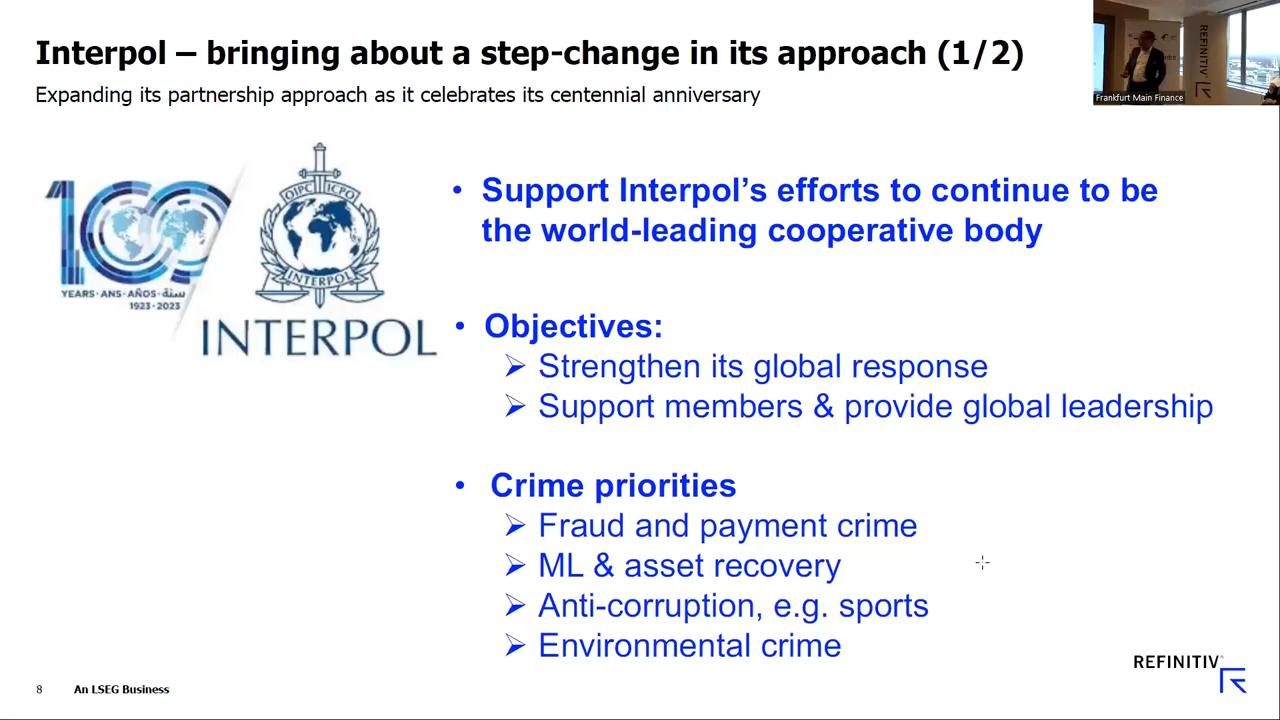 Interpol – bringing about a step-change in its approach (1/2)
Expanding its partnership approach as it celebrates its centennial anniversary
REFINITIV
Frankfurt Main Finance
100
YEARS·ANS·AÑOS·سنة
1923·2023
OIPC ICPO
INTERPOL
INTERPOL
• Support Interpol’s efforts to continue to be
the world-leading cooperative body
• Objectives:
➢ Strengthen its global response
➢ Support members & provide global leadership
• Crime priorities
➢ Fraud and payment crime
➢ ML & asset recovery
➢ Anti-corruption, e.g. sports
➢ Environmental crime
REFINITIV
8 An LSEG Business